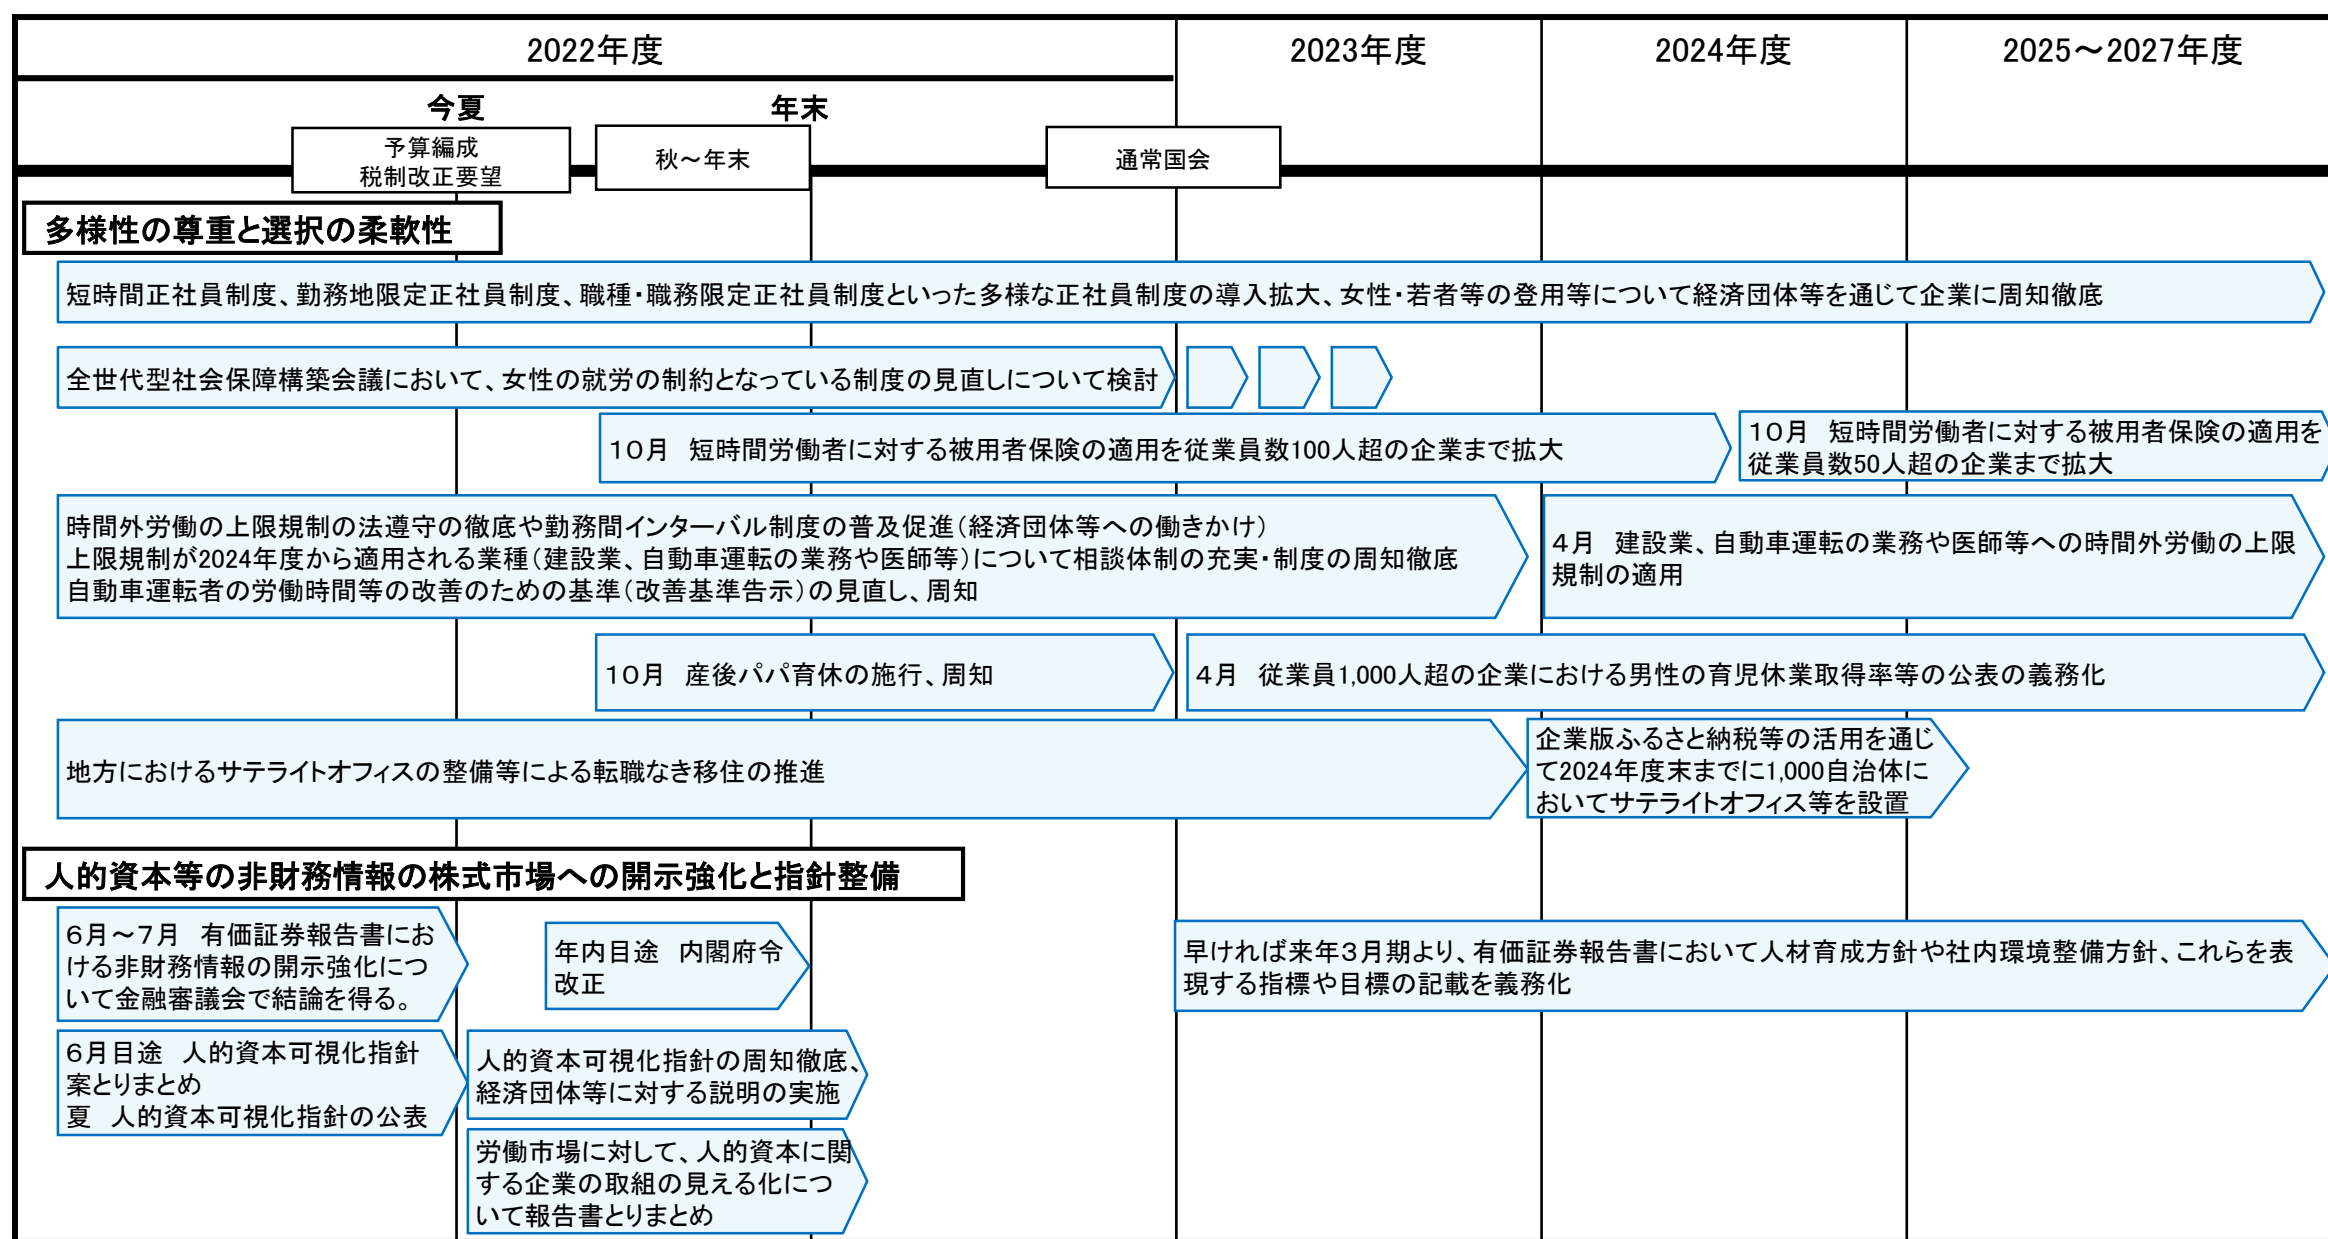 2022年度
2023年度
2024年度
2025～2027年度
今夏
年末
予算編成
税制改正要望
秋～年末
通常国会
多様性の尊重と選択の柔軟性
短時間正社員制度、勤務地限定正社員制度、職種・職務限定正社員制度といった多様な正社員制度の導入拡大、女性・若者等の登用等について経済団体等を通じて企業に周知徹底
全世代型社会保障構築会議において、女性の就労の制約となっている制度の見直しについて検討
１０月　短時間労働者に対する被用者保険の適用を従業員数100人超の企業まで拡大
１０月　短時間労働者に対する被用者保険の適用を
従業員数50人超の企業まで拡大
時間外労働の上限規制の法遵守の徹底や勤務間インターバル制度の普及促進（経済団体等への働きかけ）
上限規制が2024年度から適用される業種（建設業、自動車運転の業務や医師等）について相談体制の充実・制度の周知徹底
自動車運転者の労働時間等の改善のための基準（改善基準告示）の見直し、周知
４月　建設業、自動車運転の業務や医師等への時間外労働の上限
規制の適用
１０月　産後パパ育休の施行、周知
４月　従業員1,000人超の企業における男性の育児休業取得率等の公表の義務化
地方におけるサテライトオフィスの整備等による転職なき移住の推進
企業版ふるさと納税等の活用を通じ
て2024年度末までに1,000自治体に
おいてサテライトオフィス等を設置
人的資本等の非財務情報の株式市場への開示強化と指針整備
６月～７月　有価証券報告書にお
ける非財務情報の開示強化につ
いて金融審議会で結論を得る。
年内目途　内閣府令
改正
早ければ来年３月期より、有価証券報告書において人材育成方針や社内環境整備方針、これらを表
現する指標や目標の記載を義務化
６月目途　人的資本可視化指針
案とりまとめ
夏　人的資本可視化指針の公表
人的資本可視化指針の周知徹底、
経済団体等に対する説明の実施
労働市場に対して、人的資本に関
する企業の取組の見える化につ
いて報告書とりまとめ